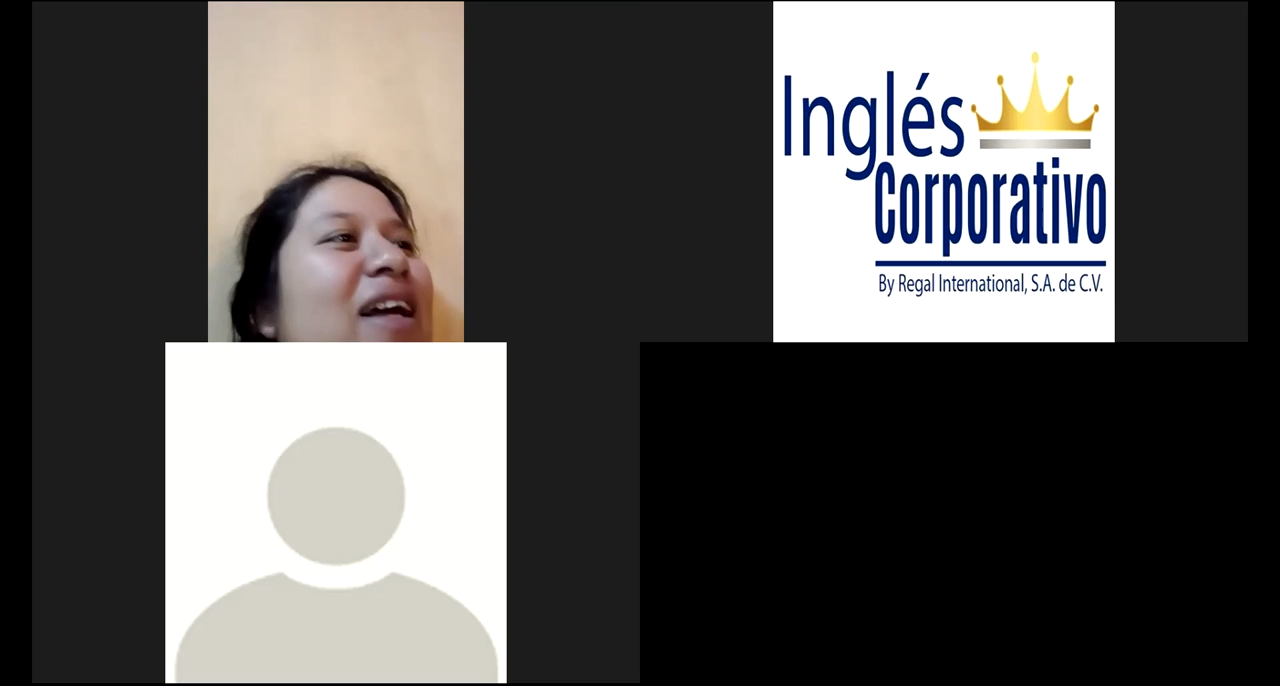 Inglés
Corporativo
By Regal International, S.A. de C.V.